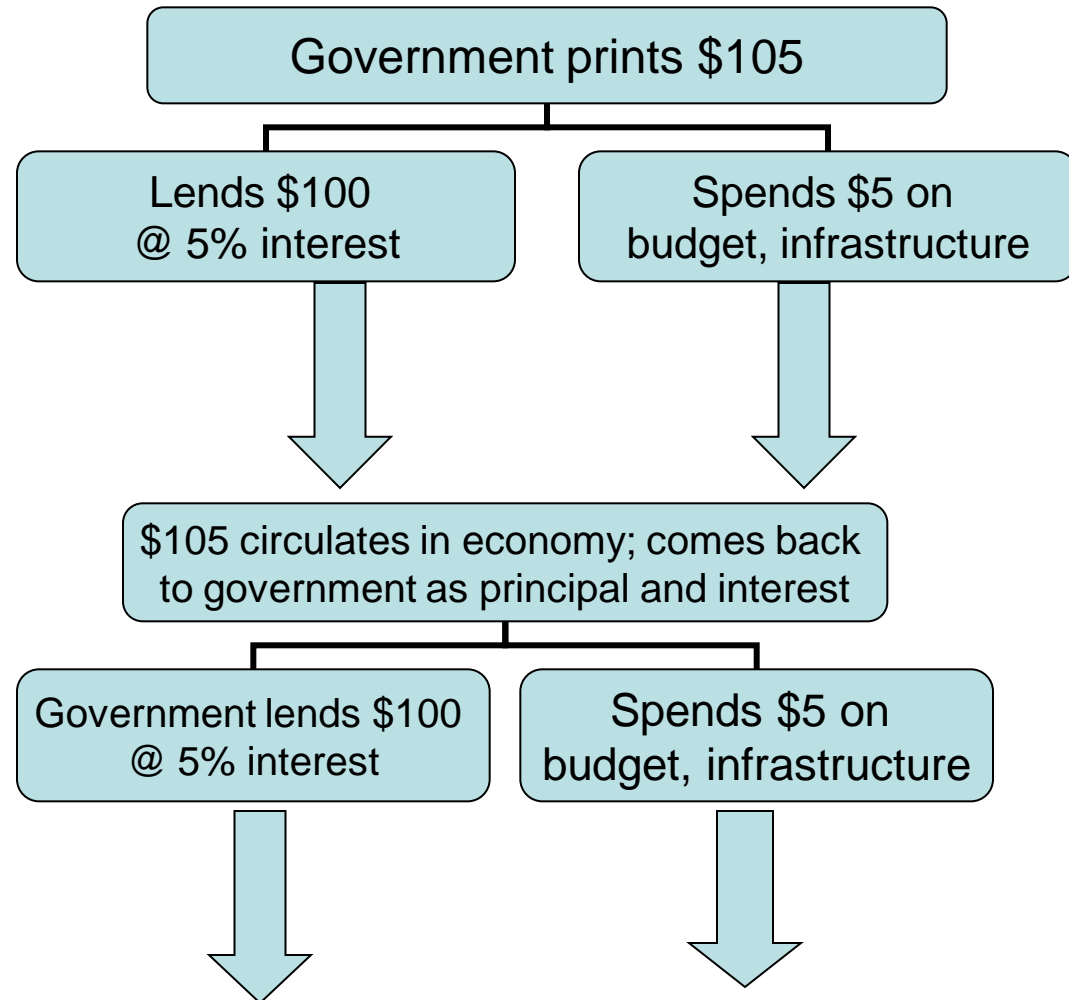 Government prints $105
Lends $100
@ 5% interest
Spends $5 on
budget, infrastructure
$105 circulates in economy; comes back
to government as principal and interest
Government lends $100
@ 5% interest
Spends $5 on
budget, infrastructure